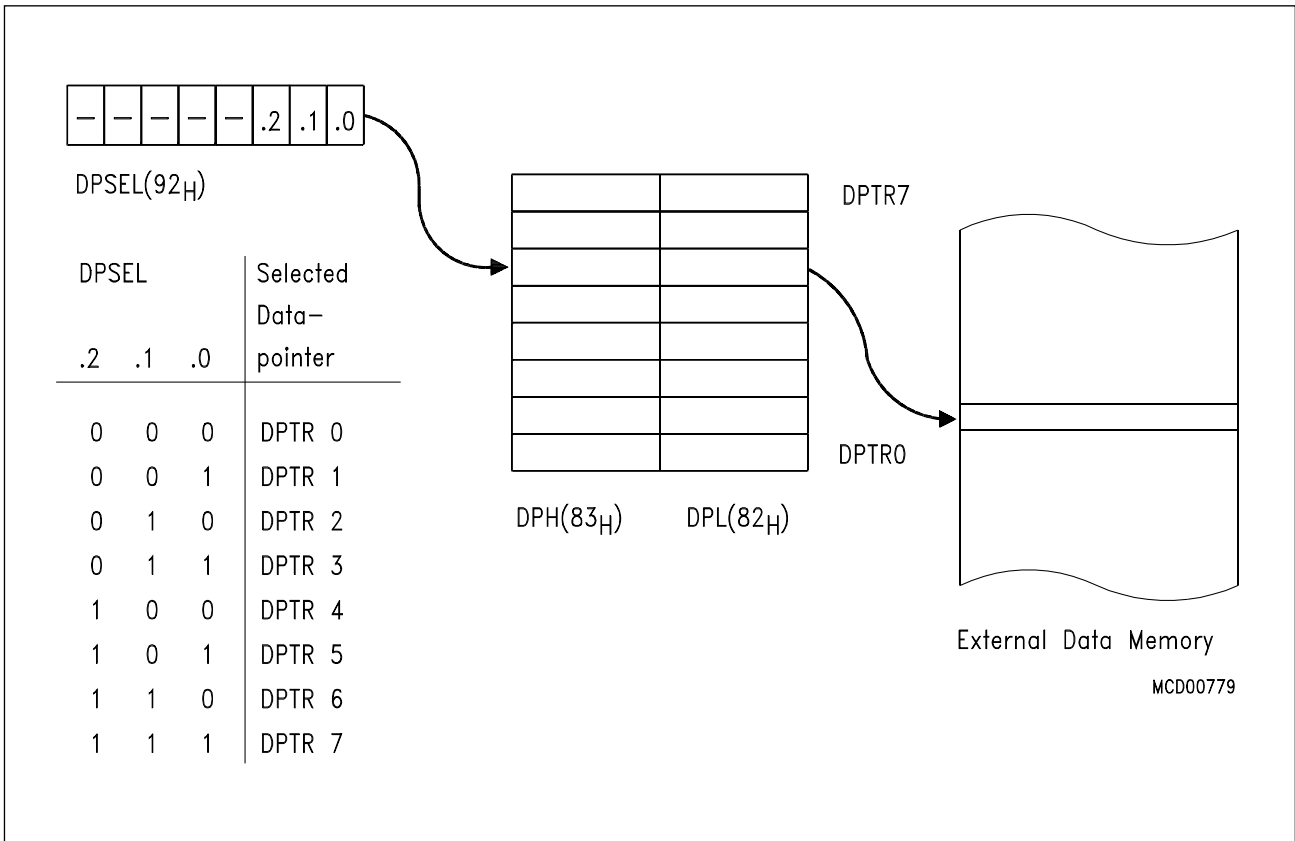 – – – – – .2 .1 .0
DPSEL(92H)
DPSEL Selected
Data–
.2 .1 .0 pointer
0 0 0 DPTR 0
0 0 1 DPTR 1
0 1 0 DPTR 2
0 1 1 DPTR 3
1 0 0 DPTR 4
1 0 1 DPTR 5
1 1 0 DPTR 6
1 1 1 DPTR 7
DPTR7
DPTR0
DPH(83H) DPL(82H)
External Data Memory
MCD00779